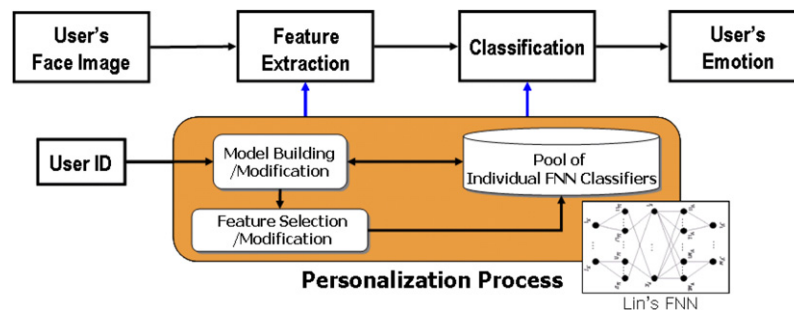 User's
Face Image
Feature
Extraction
Classification
User's
Emotion
User ID
Model Building
/Modification
Pool of
Individual FNN Classifiers
Feature Selection
/Modification
Personalization Process
Lin's FNN